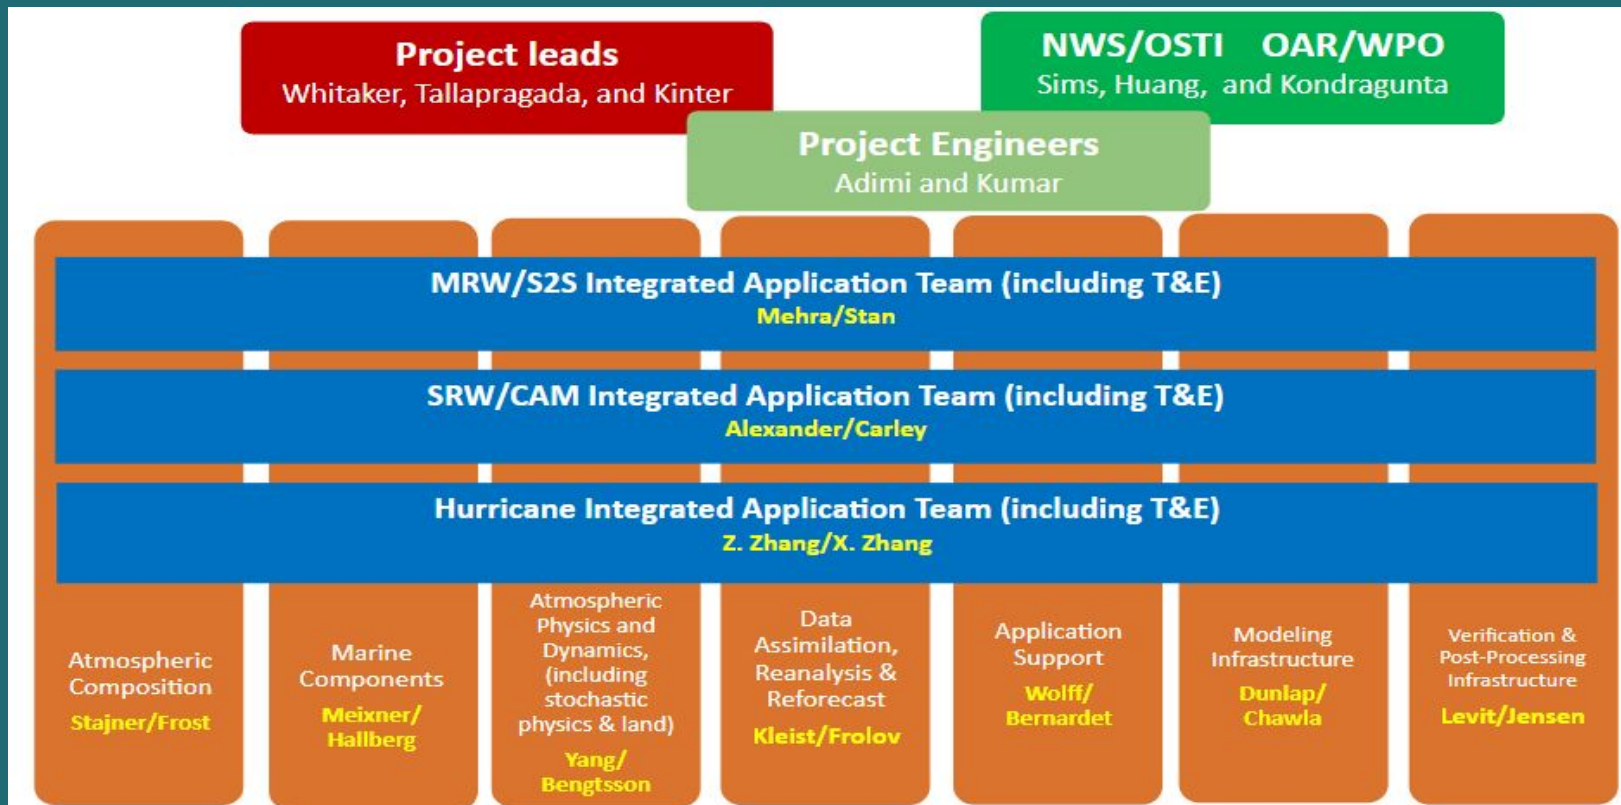 Project leads
Whitaker, Tallapragada, and Kinter
NWS/OSTI OAR/WPO
Sims, Huang, and Kondragunta
Project Engineers
Adimi and Kumar
MRW/S2S Integrated Application Team (including T&E)
Mehra/Stan
SRW/CAM Integrated Application Team (including T&E)
Alexander/Carley
Hurricane Integrated Application Team (including T&E)
Z. Zhang/X. Zhang
Atmospheric
Composition
Stajner/Frost
Marine
Components
Meixner/
Hallberg
Atmospheric
Physics and
Dynamics,
(including
stochastic
physics & land)
Yang/
Bengtsson
Data
Assimilation,
Reanalysis &
Reforecast
Kleist/Frolov
Application
Support
Wolff/
Bernardet
Modeling
Infrastructure
Dunlap/
Chawla
Verification &
Post-Processing
Infrastructure
Levit/Jensen